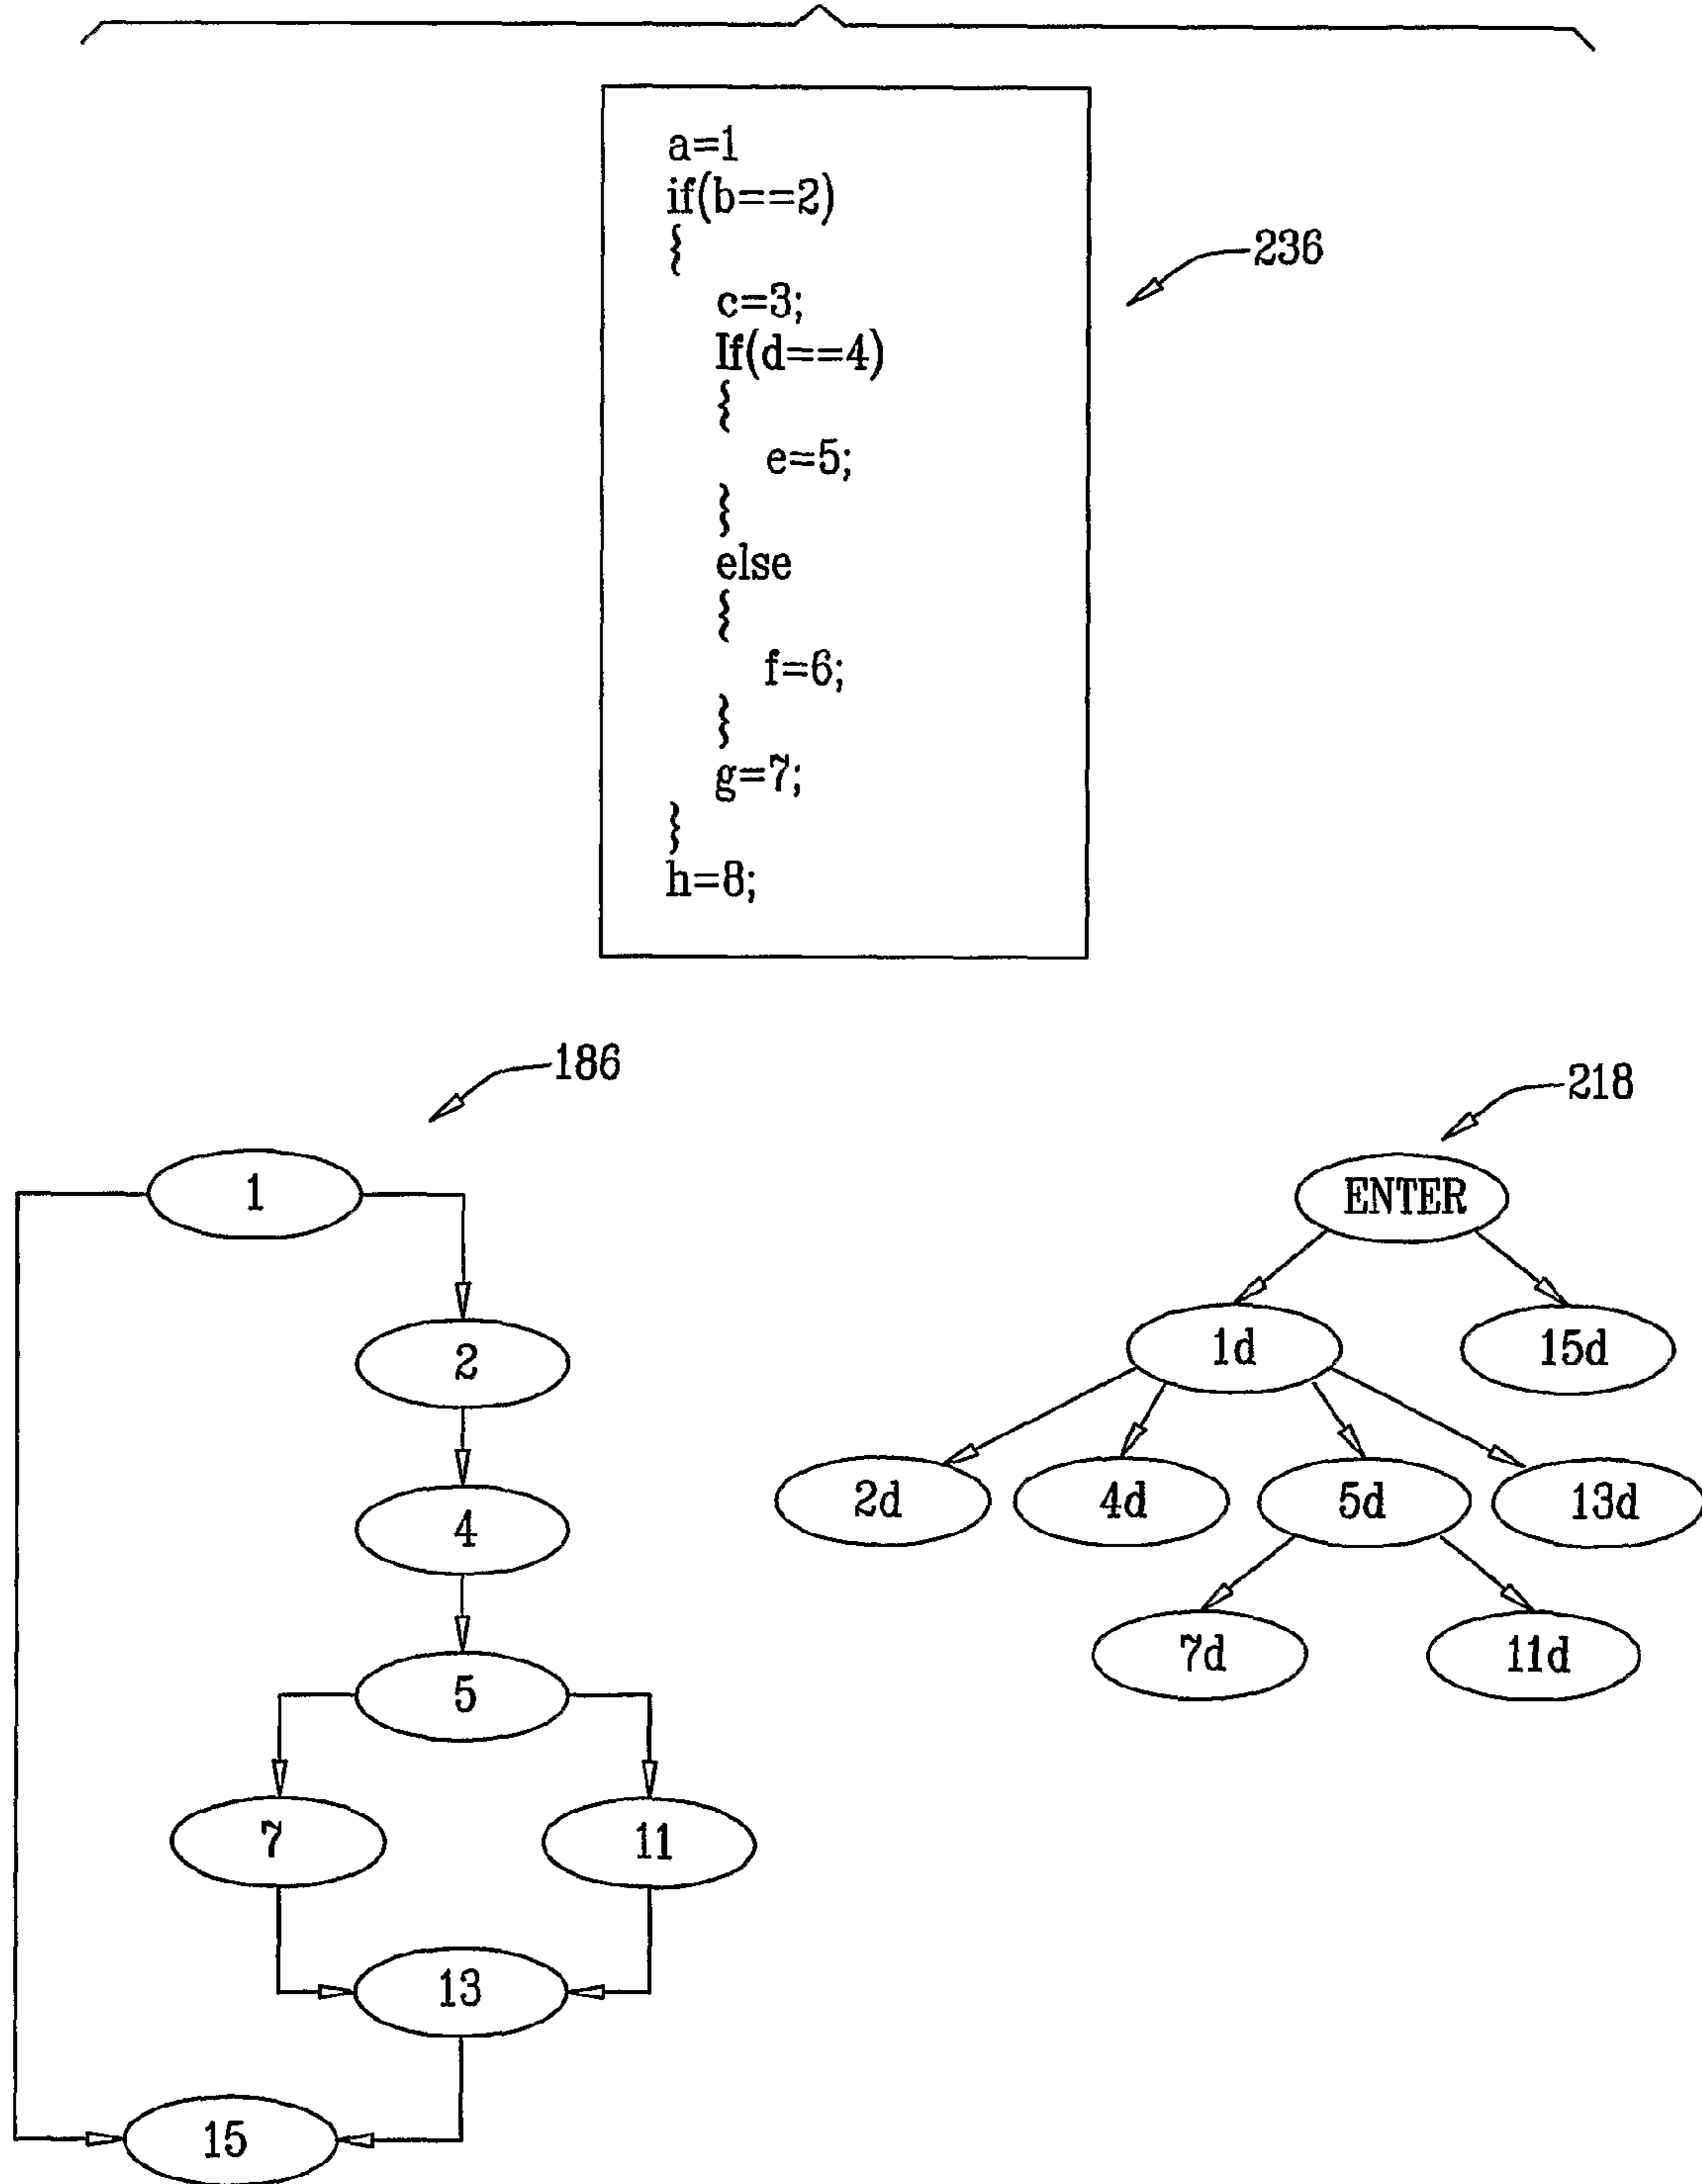 a=1
if(b==2)
{
c=3;
If(d==4)
{
e=5;
}
else
{
f=6;
}
g=7;
}
h=8;
236
186
218
1
2
4
5
7
11
13
15
ENTER
1d
15d
2d
4d
5d
13d
7d
11d